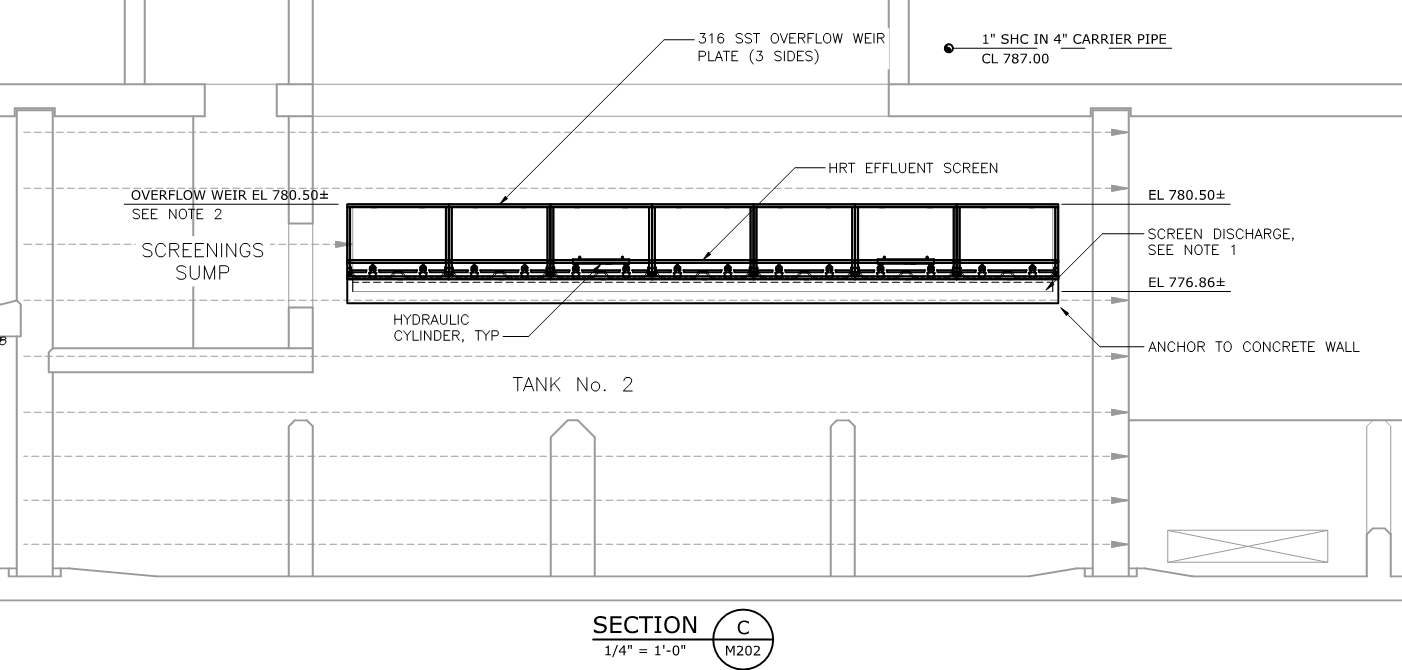 316 SST OVERFLOW WEIR
PLATE (3 SIDES)
1" SHC IN 4" CARRIER PIPE
CL 787.00
HRT EFFLUENT SCREEN
OVERFLOW WEIR EL 780.50±
SEE NOTE 2
EL 780.50±
SCREENINGS
SUMP
SCREEN DISCHARGE,
SEE NOTE 1
EL 776.86±
HYDRAULIC
CYLINDER, TYP
ANCHOR TO CONCRETE WALL
TANK No. 2
SECTION
1/4" = 1'-0"
C
M202